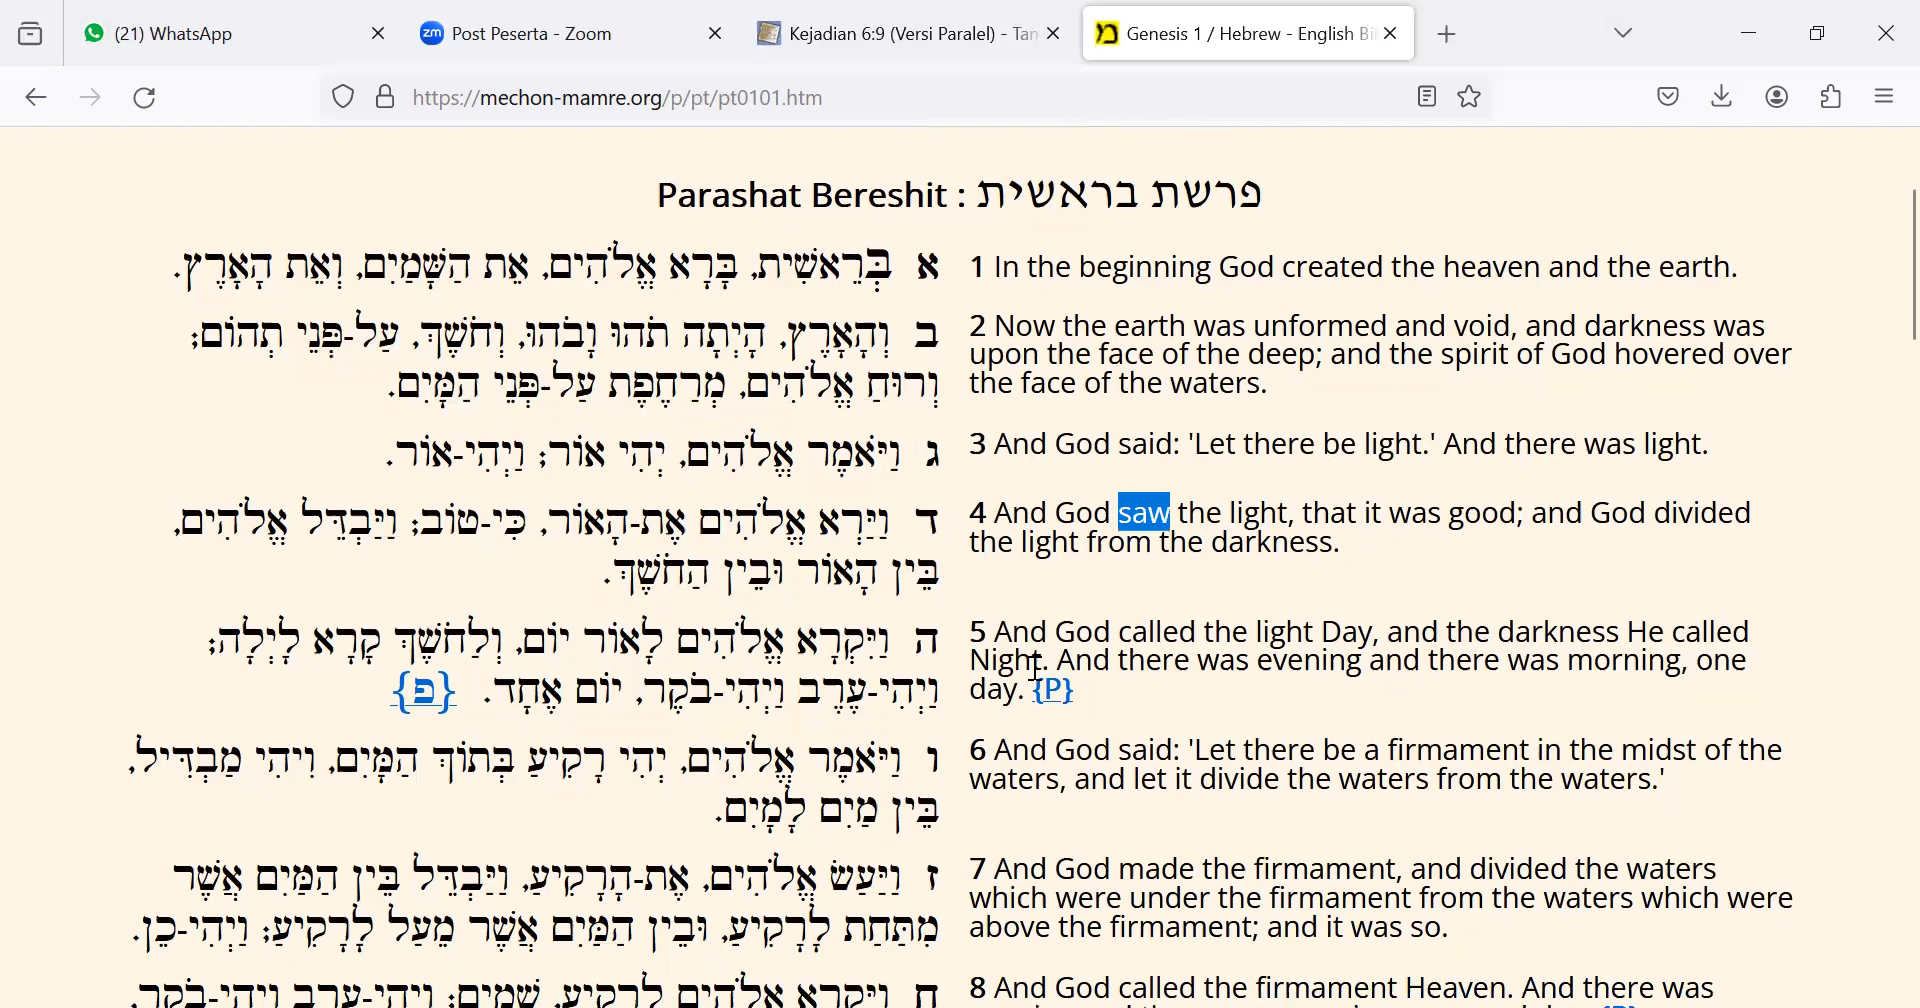 (21) WhatsApp
Post Peserta - Zoom
Kejadian 6:9 (Versi Paralel) - Tan
Genesis 1 / Hebrew - English Bi
https://mechon-mamre.org/p/pt/pt0101.htm
Parashat Bereshit : פרשת בראשית
א בְּרֵאשִׁית, בָּרָא אֱלֹהִים, אֵת הַשָּׁמַיִם, וְאֵת הָאָרֶץ.
1 In the beginning God created the heaven and the earth.
ב וְהָאָרֶץ, הָיְתָה תֹהוּ וָבֹהוּ, וְחֹשֶׁךְ, עַל-פְּנֵי תְהוֹם;
וְרוּחַ אֱלֹהִים, מְרַחֶפֶת עַל-פְּנֵי הַמָּיִם.
2 Now the earth was unformed and void, and darkness was
upon the face of the deep; and the spirit of God hovered over
the face of the waters.
ג וַיֹּאמֶר אֱלֹהִים, יְהִי אוֹר; וַיְהִי-אוֹר.
3 And God said: 'Let there be light.' And there was light.
ד וַיַּרְא אֱלֹהִים אֶת-הָאוֹר, כִּי-טוֹב; וַיַּבְדֵּל אֱלֹהִים,
בֵּין הָאוֹר וּבֵין הַחֹשֶׁךְ.
4 And God saw the light, that it was good; and God divided
the light from the darkness.
ה וַיִּקְרָא אֱלֹהִים לָאוֹר יוֹם, וְלַחֹשֶׁךְ קָרָא לָיְלָה;
וַיְהִי-עֶרֶב וַיְהִי-בֹקֶר, יוֹם אֶחָד. {פ}
5 And God called the light Day, and the darkness He called
Night. And there was evening and there was morning, one
day. {P}
ו וַיֹּאמֶר אֱלֹהִים, יְהִי רָקִיעַ בְּתוֹךְ הַמָּיִם, וִיהִי מַבְדִּיל,
בֵּין מַיִם לָמָיִם.
6 And God said: 'Let there be a firmament in the midst of the
waters, and let it divide the waters from the waters.'
ז וַיַּעַשׂ אֱלֹהִים, אֶת-הָרָקִיעַ, וַיַּבְדֵּל בֵּין הַמַּיִם אֲשֶׁר
מִתַּחַת לָרָקִיעַ, וּבֵין הַמַּיִם אֲשֶׁר מֵעַל לָרָקִיעַ; וַיְהִי-כֵן.
7 And God made the firmament, and divided the waters
which were under the firmament from the waters which were
above the firmament; and it was so.
ח וַיִּקְרָא אֱלֹהִים לָרָקִיעַ, שָׁמָיִם; וַיְהִי-עֶרֶב וַיְהִי-בֹקֶר,
8 And God called the firmament Heaven. And there was